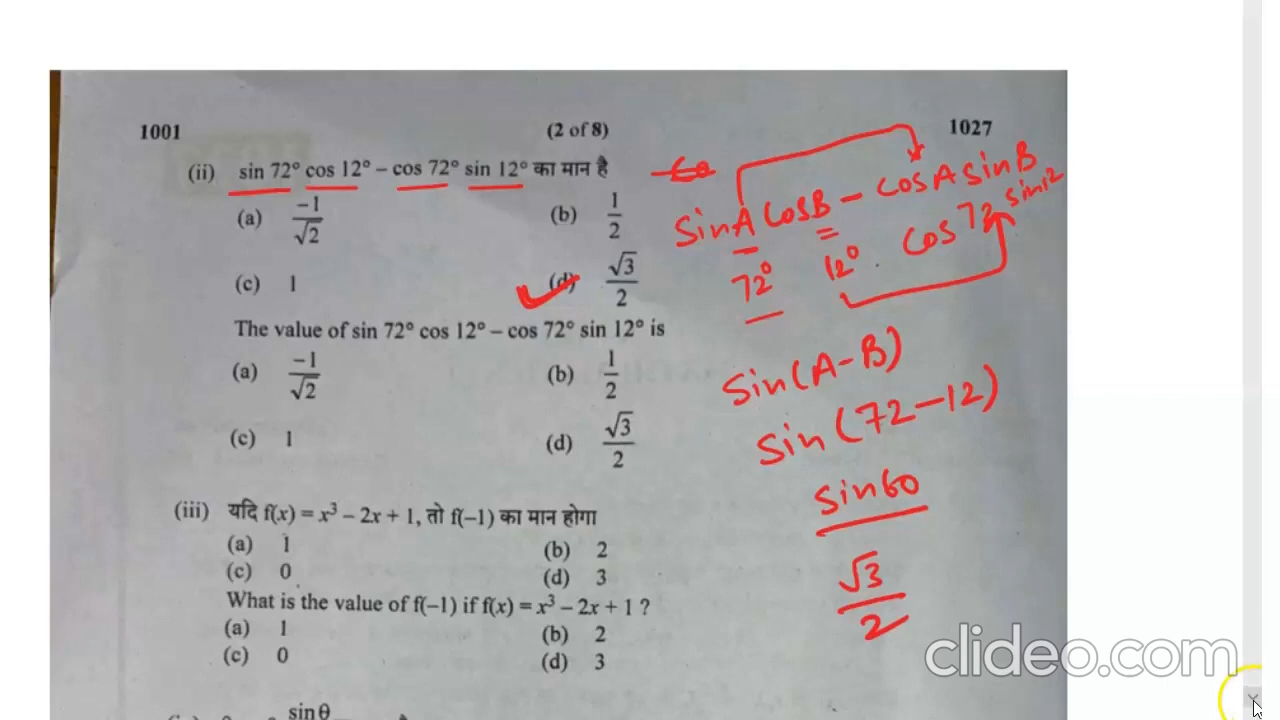 1001 (2 of 8) 1027
(ii) sin 72° cos 12° – cos 72° sin 12° का मान है
(a) −1/√2 (b) 1/2
(c) 1 (d) √3/2
The value of sin 72° cos 12° – cos 72° sin 12° is
(a) −1/√2 (b) 1/2
(c) 1 (d) √3/2
(iii) यदि f(x) = x³ – 2x + 1, तो f(–1) का मान होगा
(a) 1 (b) 2
(c) 0 (d) 3
What is the value of f(–1) if f(x) = x³ – 2x + 1 ?
(a) 1 (b) 2
(c) 0 (d) 3
sin θ
sinA cosB – cosA sinB
72° 12° cos 72 sin12
sin(A-B)
sin(72-12)
sin60
√3/2
clideo.com